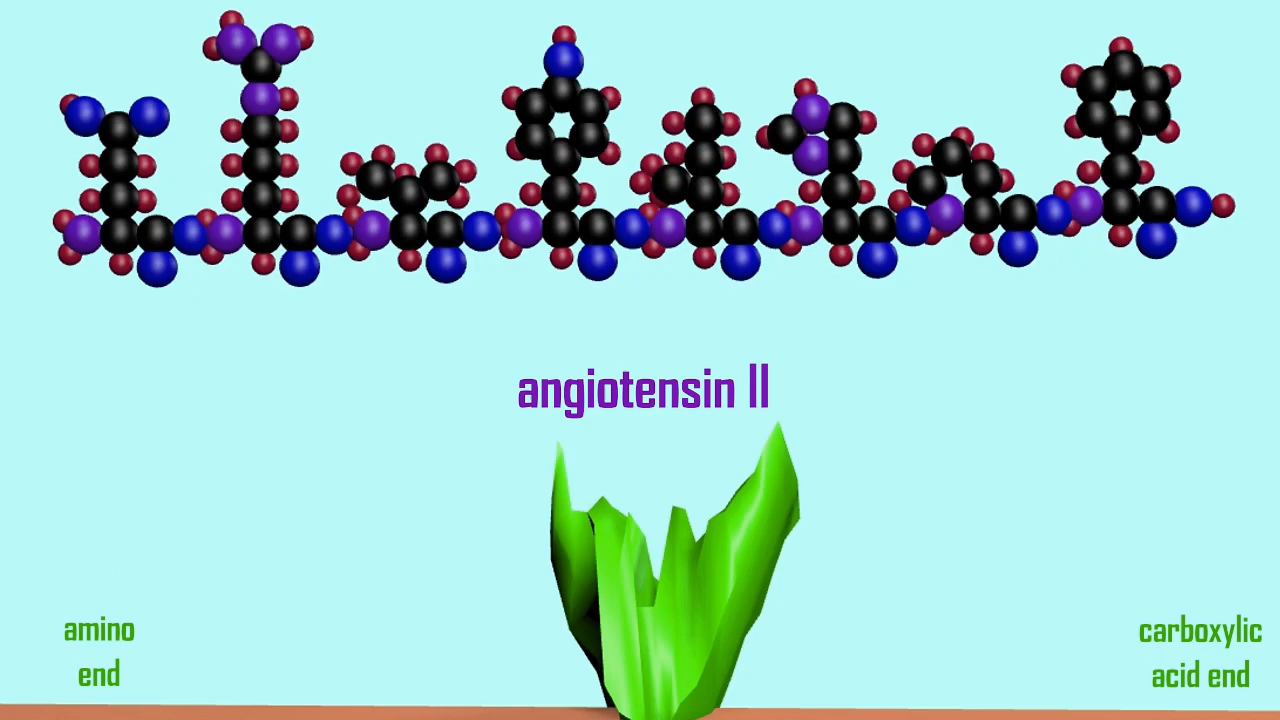 angiotensin II
amino
end
carboxylic
acid end